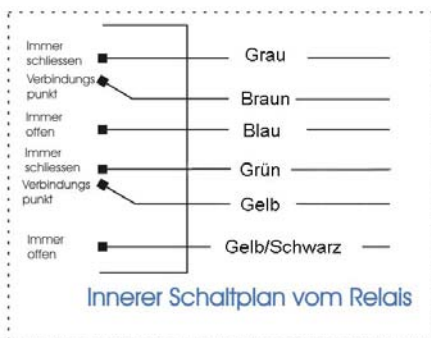 Immer
schliessen
Grau
Verbindungs
punkt
Braun
Immer
offen
Blau
Immer
schliessen
Grün
Verbindungs
punkt
Gelb
Immer
offen
Gelb/Schwarz
Innerer Schaltplan vom Relais